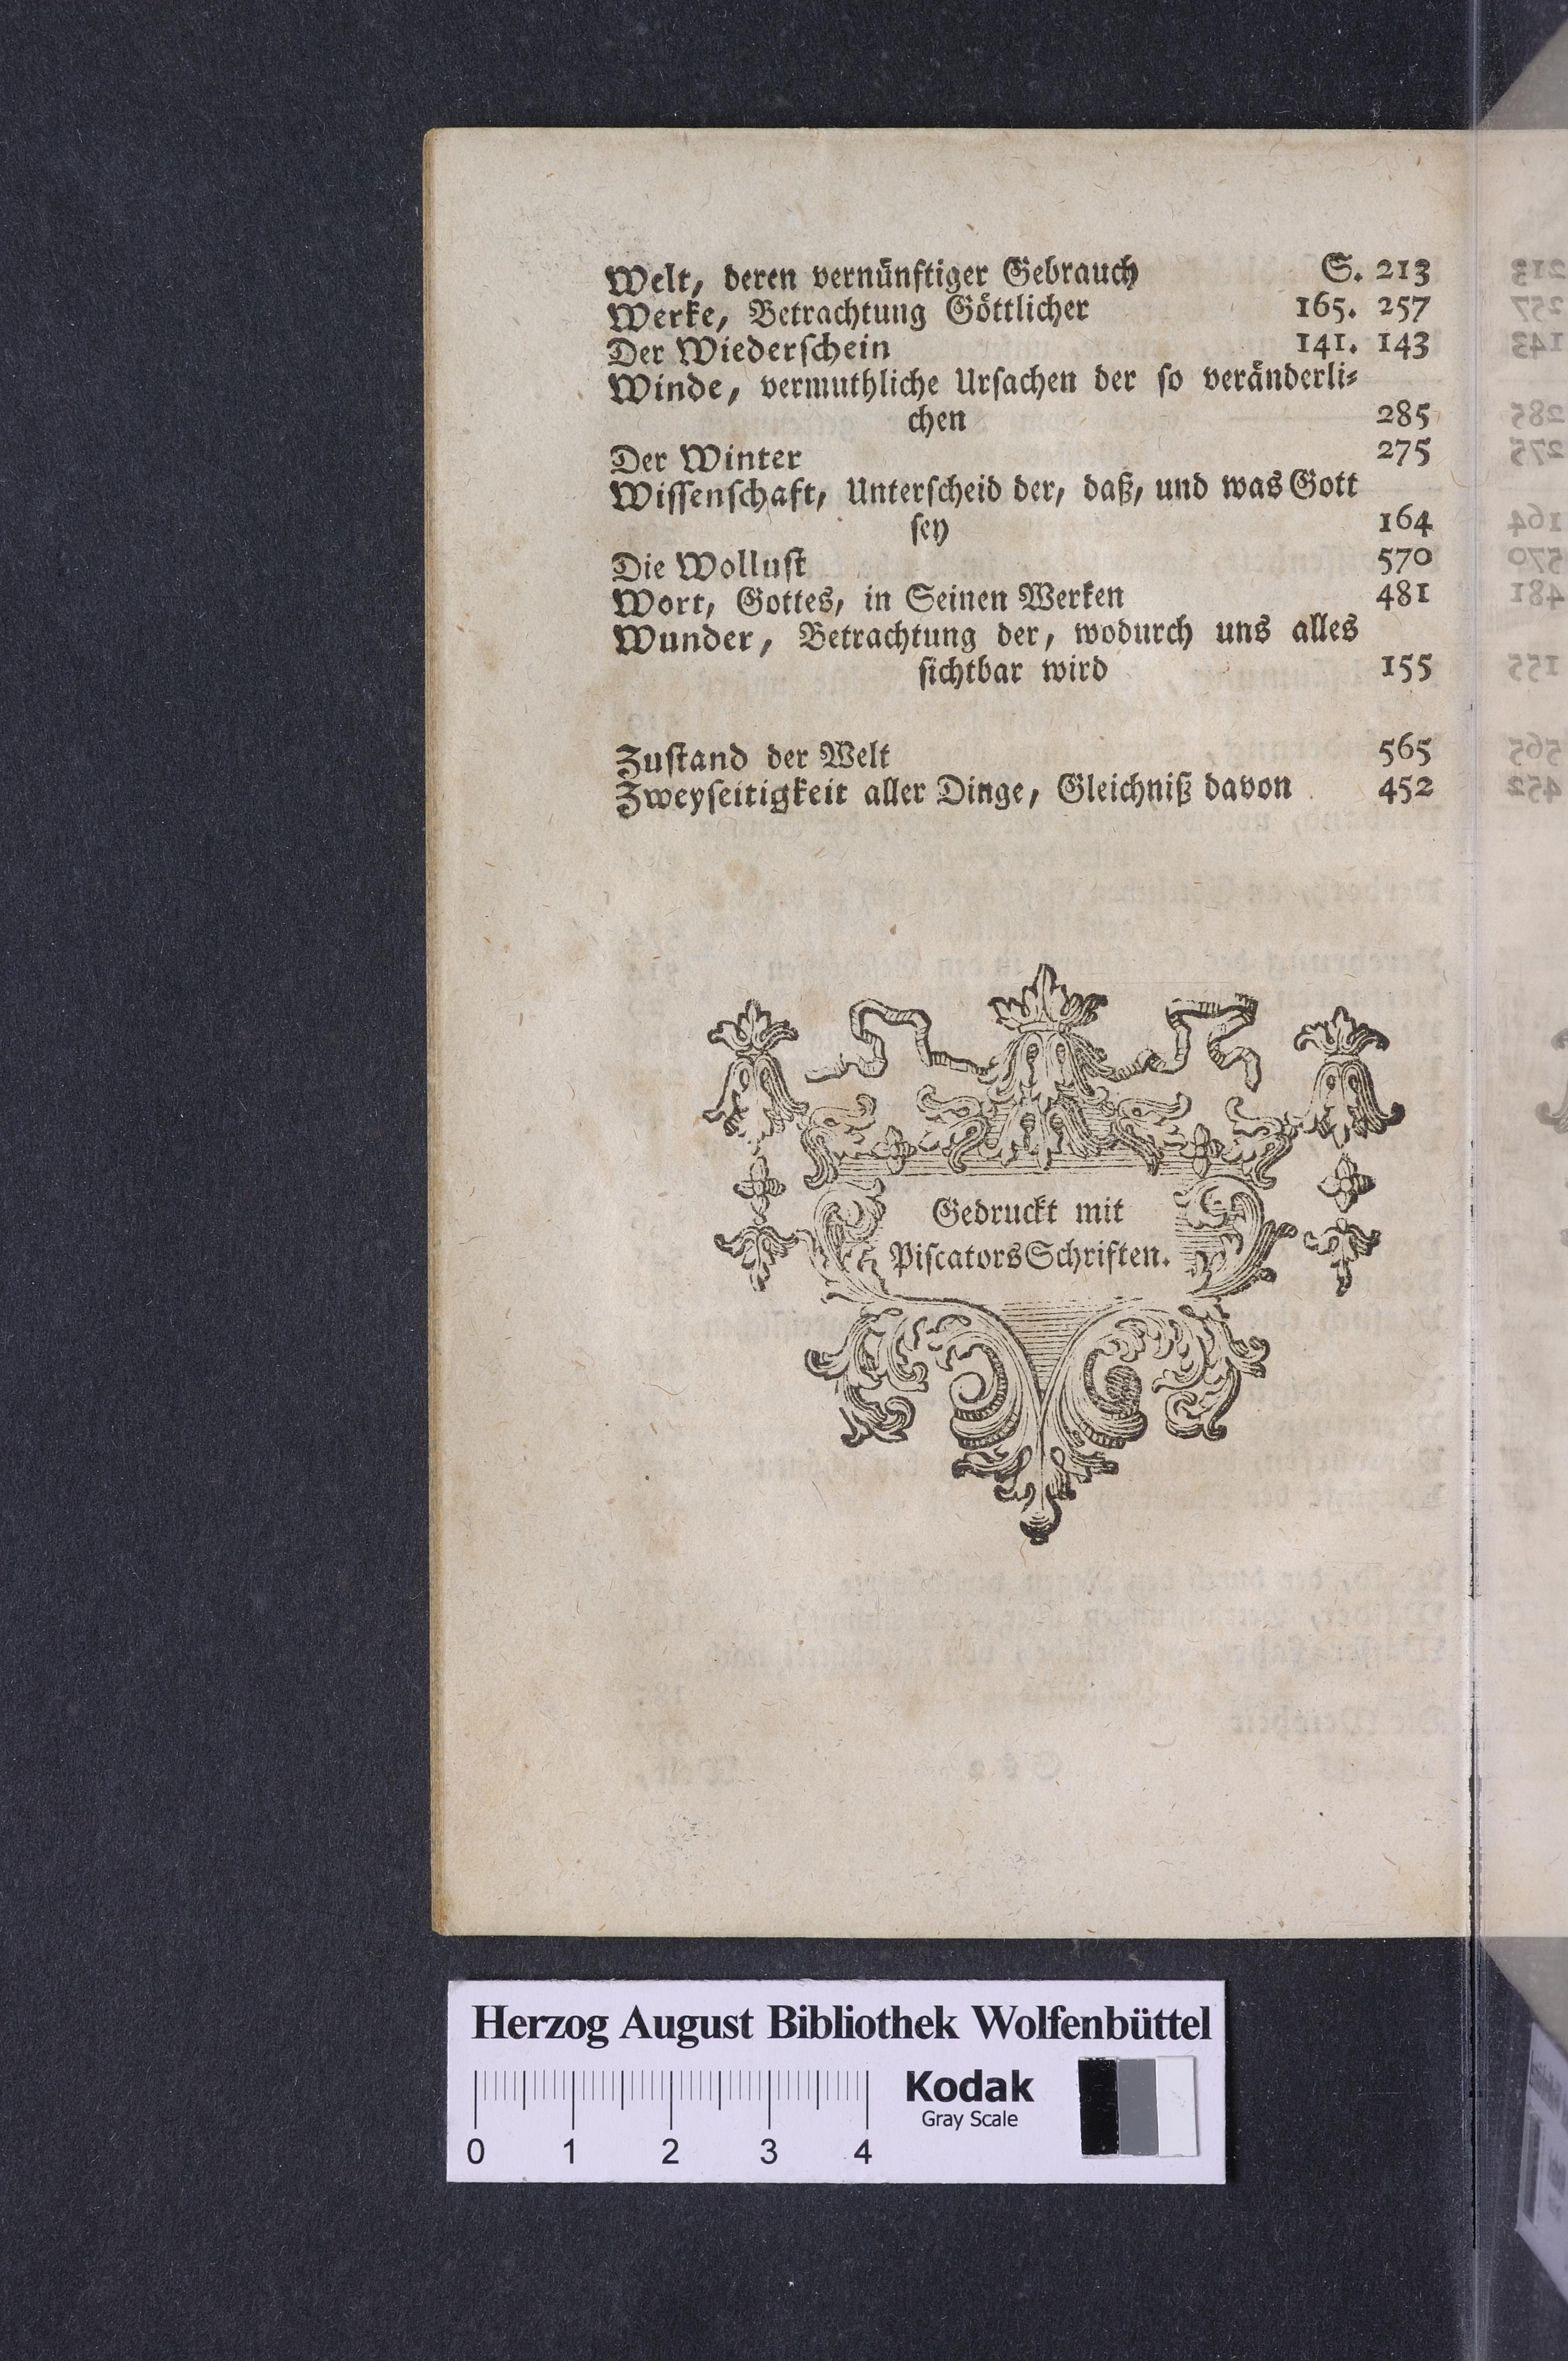 Welt, deren vernünftiger Gebrauch S. 213
Werke, Betrachtung Göttlicher 165. 257
Der Wiederschein 141. 143
Winde, vermuthliche Ursachen der so veränderli⸗
chen 285
Der Winter 275
Wissenschaft, Unterscheid der, daß, und was Gott
sey 164
Die Wollust 570
Wort, Gottes, in Seinen Werken 481
Wunder, Betrachtung der, wodurch uns alles
sichtbar wird 155
Zustand der Welt 565
Zweyseitigkeit aller Dinge, Gleichniß davon 452
Gedruckt mit
Piscators Schriften.
Herzog August Bibliothek Wolfenbüttel
Kodak
Gray Scale
0 1 2 3 4